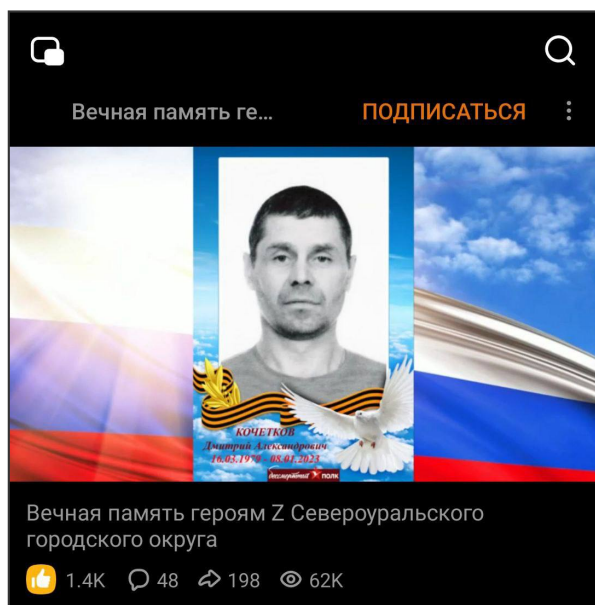 Вечная память ге...
ПОДПИСАТЬСЯ
КОЧЕТКОВ
Дмитрий Александрович
16.03.1979 - 08.01.2023
бессмертный полк
Вечная память героям Z Североуральского
городского округа
1.4K 48 198 62K